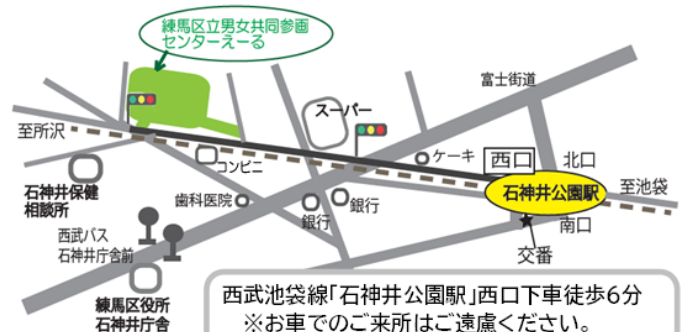 練馬区立男女共同参画
センターえーる
富士街道
スーパー
至所沢
ケーキ
西口
北口
コンビニ
石神井公園駅
至池袋
石神井保健
相談所
歯科医院
銀行
銀行
南口
西武バス
石神井庁舎前
交番
練馬区役所
石神井庁舎
西武池袋線「石神井公園駅」西口下車徒歩6分
※お車でのご来所はご遠慮ください。